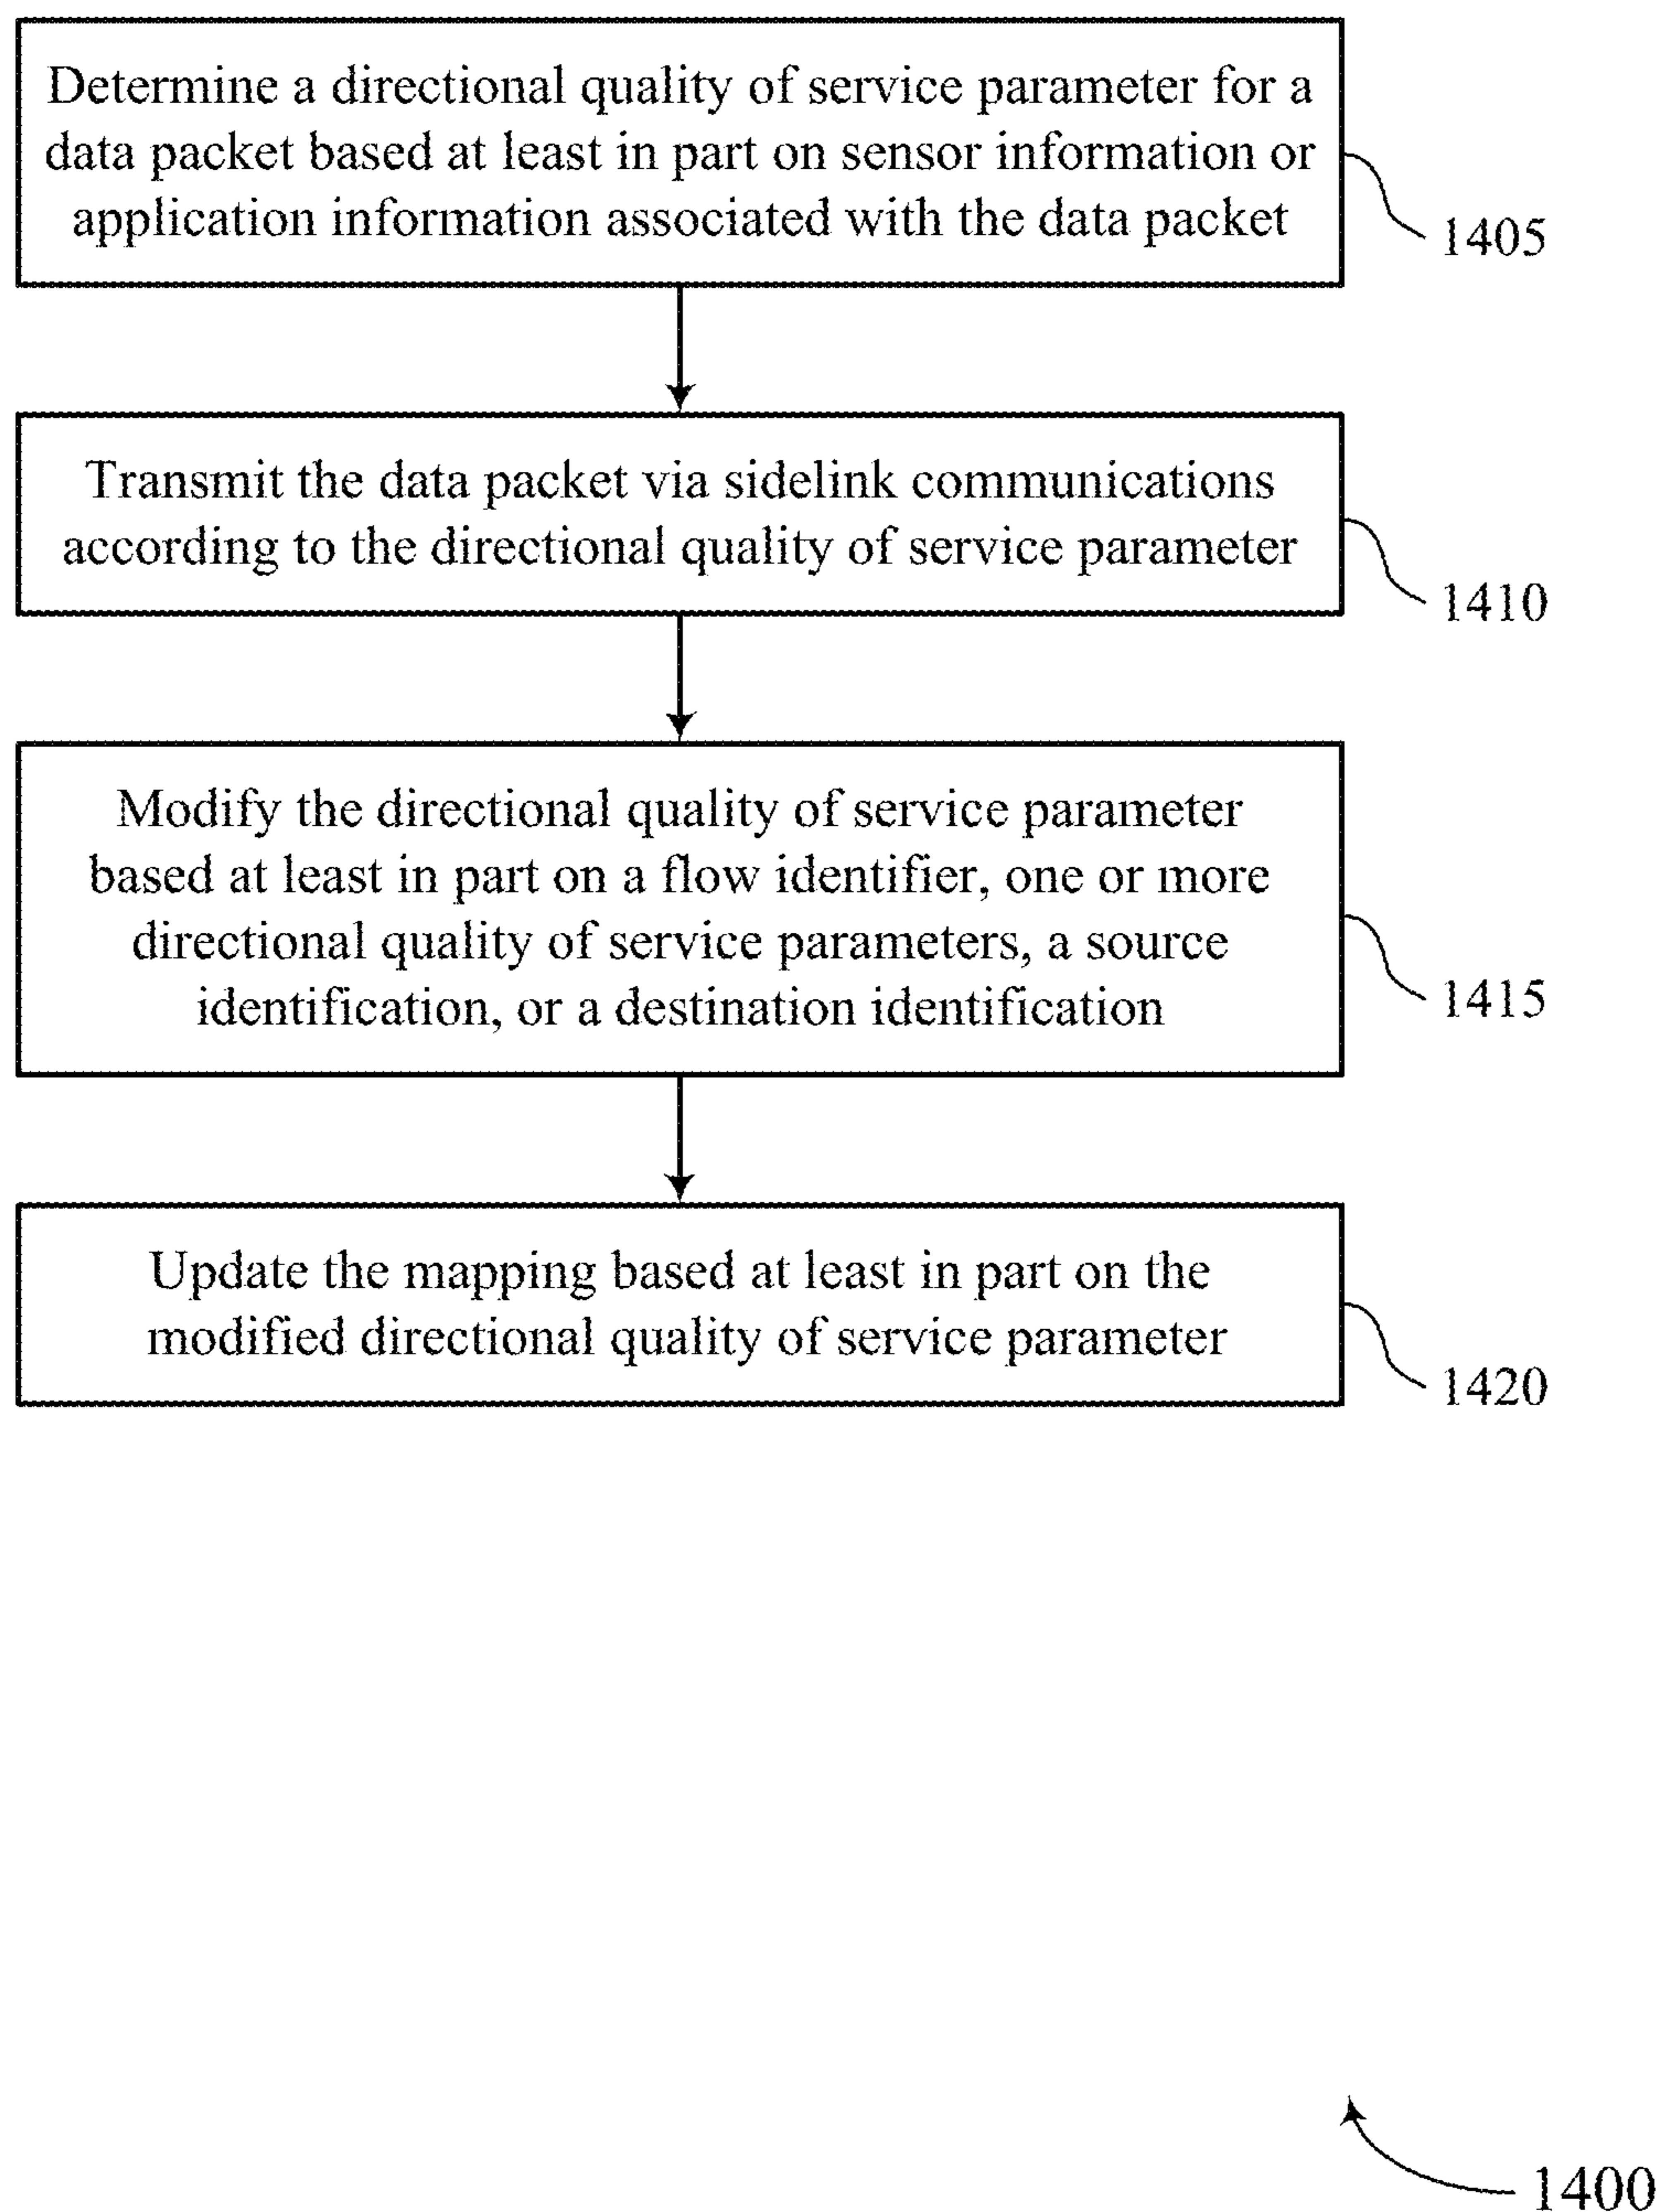 Determine a directional quality of service parameter for a
data packet based at least in part on sensor information or
application information associated with the data packet
1405
Transmit the data packet via sidelink communications
according to the directional quality of service parameter
1410
Modify the directional quality of service parameter
based at least in part on a flow identifier, one or more
directional quality of service parameters, a source
identification, or a destination identification
1415
Update the mapping based at least in part on the
modified directional quality of service parameter
1420
1400